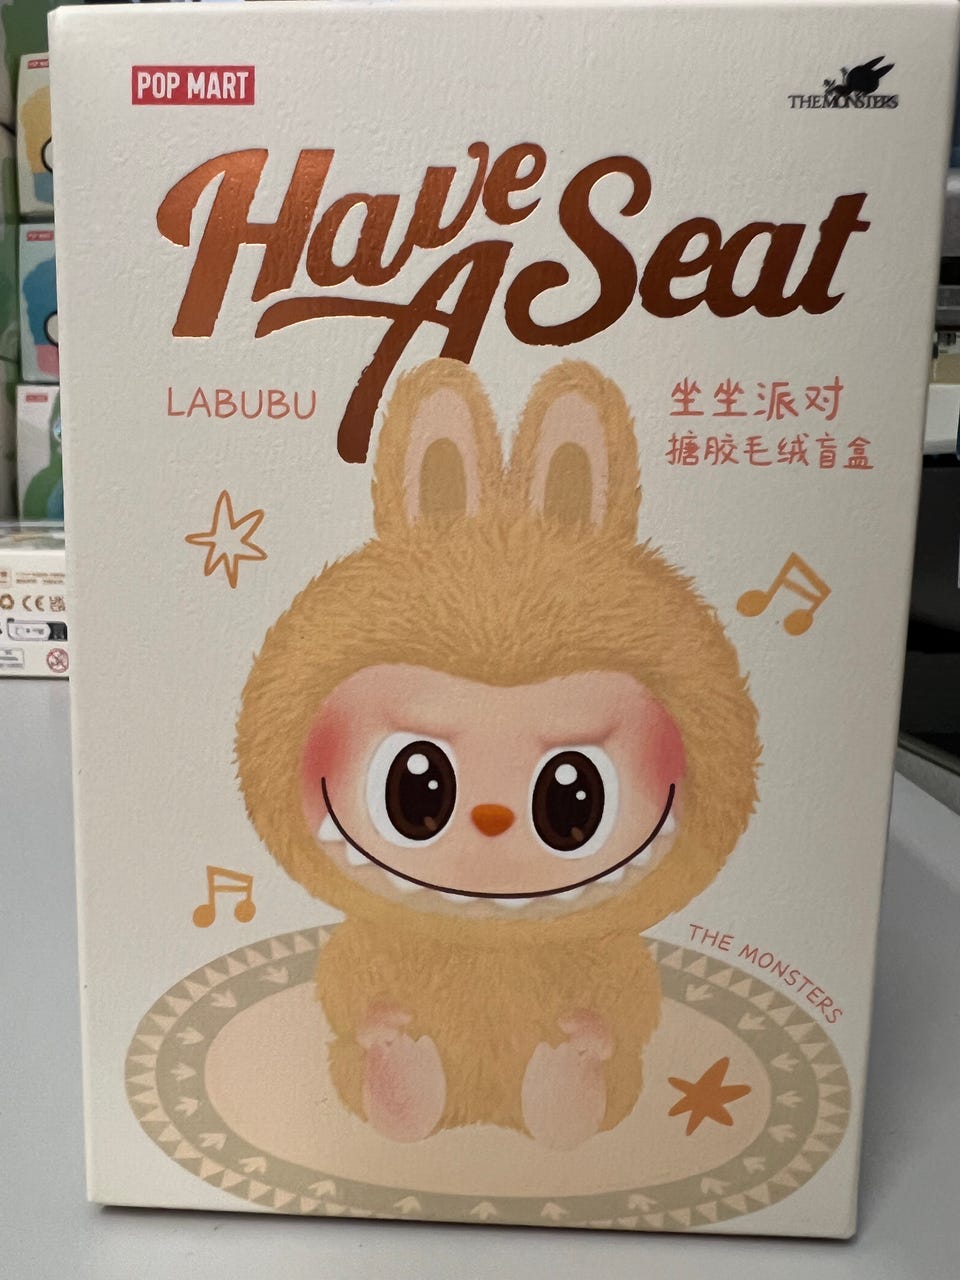 POP MART
THE MONSTERS
Have
A Seat
LABUBU
坐坐派对
搪胶毛绒盲盒
THE MONSTERS